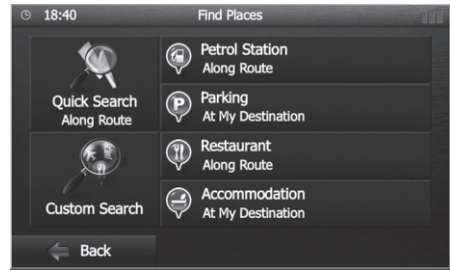 18:40
Find Places
Quick Search
Along Route
Custom Search
Petrol Station
Along Route
Parking
At My Destination
Restaurant
Along Route
Accommodation
At My Destination
Back